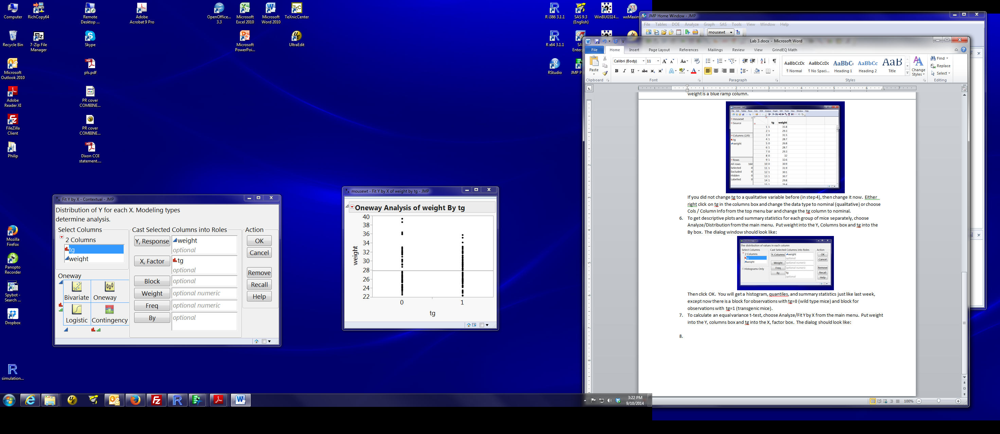 Computer
RichCopy64
Remote
Desktop ...
Adobe
Acrobat 9 Pro
OpenOffice...
3.3
Microsoft
Excel 2010
Microsoft
Word 2010
TeXnicCenter
R i386 3.1.1
SAS 9.3
(English)
WinBUGS14...
wxMaxim
Recycle Bin
7-Zip File
Manager
Skype
Microsoft
PowerPoi...
UltraEdit
R x64 3.1.1
Microsoft
Outlook 2010
pls.pdf
RStudio
Adobe
Reader XI
PR cover
COMBINE...
FileZilla
Client
PR cover
COMBINE...
Philip
Dixon COI
statement....
Mozilla
Firefox
Panopto
Recorder
Spybot -
Search ...
Dropbox
simulation...
Fit Y by X - Contextual - JMP
Distribution of Y for each X. Modeling types
determine analysis.
Select Columns
2 Columns
tg
weight
Oneway
Bivariate
Oneway
Logistic
Contingency
Cast Selected Columns into Roles
Y, Response
weight
optional
X, Factor
tg
optional
Block
optional
Weight
optional numeric
Freq
optional numeric
By
optional
Action
OK
Cancel
Remove
Recall
Help
mousewt - Fit Y by X of weight by tg - JMP
Oneway Analysis of weight By tg
40
38
36
34
32
30
28
26
24
22
weight
0
1
tg
JMP Home Window - JMP
File Tables DOE Analyze Graph SAS Tools View Window Help
mousewt
Lab 3.docx - Microsoft Word
File Home Insert Page Layout References Mailings Review View GrindEQ Math
Paste
Calibri (Body)
11
AaBbCcDc
¶ Normal
AaBbCcDc
¶ No Spaci...
AaBbC
Heading 1
AaBbCc
Heading 2
AaB
Title
Change
Styles
Find
Replace
Select
Clipboard
Font
Paragraph
Styles
Editing
weight is a blue ramp column.
File Edit Tables Rows Cols DOE Analyze Graph SAS Tools View Window Help
mousewt
Source
Columns (2/0)
tg
weight
Rows
All rows 160
Selected 0
Excluded 0
Hidden 0
Labelled 0
tg weight
1 1 31.8
2 1 29.3
3 0 31.5
4 1 28.7
5 0 26.8
6 1 28.7
7 0 29.3
8 0 32
9 1 32.6
10 0 30.9
11 1 31.9
12 1 30.1
13 1 30.7
14 1 29.8
15 1 29.4
If you did not change tg to a qualitative variable before (in step 4), then change it now. Either
right click on tg in the columns box and change the data type to nominal (qualitative) or choose
Cols / Column Info from the top menu bar and change the tg column to nominal.
6. To get descriptive plots and summary statistics for each group of mice separately, choose
Analyze/Distribution from the main menu. Put weight into the Y, Columns box and tg into the
By box. The dialog window should look like:
The distribution of values in each column
Select Columns
2 Columns
tg
weight
Histograms Only
Cast Selected Columns into Roles
Y, Columns
weight
optional
Weight
optional numeric
Freq
optional numeric
By
tg
optional
Action
OK
Cancel
Remove
Recall
Help
Then click OK. You will get a histogram, quantiles, and summary statistics just like last week,
except now there is a block for observations with tg=0 (wild type mice) and block for
observations with tg=1 (transgenic mice).
7. To calculate an equal variance t-test, choose Analyze/Fit Y by X from the main menu. Put weight
into the Y, columns box and tg into the X, factor box. The dialog should look like:
8.
100%
3:22 PM
9/10/2014